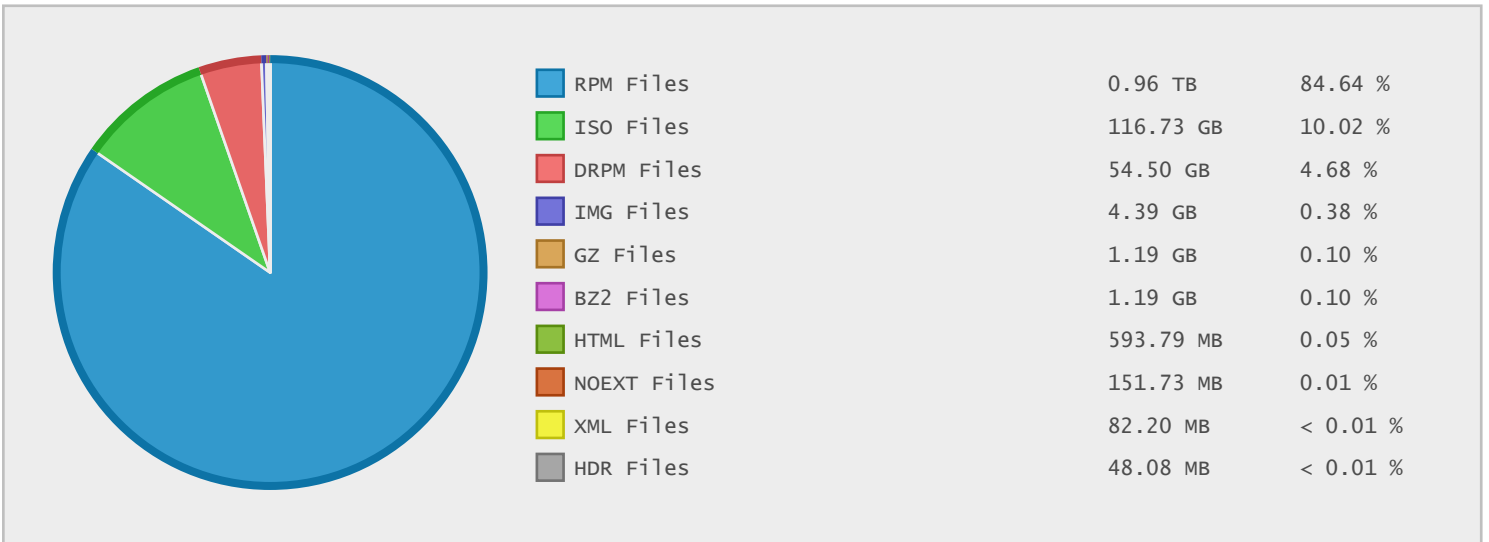 RPM Files 0.96 TB 84.64 %
ISO Files 116.73 GB 10.02 %
DRPM Files 54.50 GB 4.68 %
IMG Files 4.39 GB 0.38 %
GZ Files 1.19 GB 0.10 %
BZ2 Files 1.19 GB 0.10 %
HTML Files 593.79 MB 0.05 %
NOEXT Files 151.73 MB 0.01 %
XML Files 82.20 MB < 0.01 %
HDR Files 48.08 MB < 0.01 %